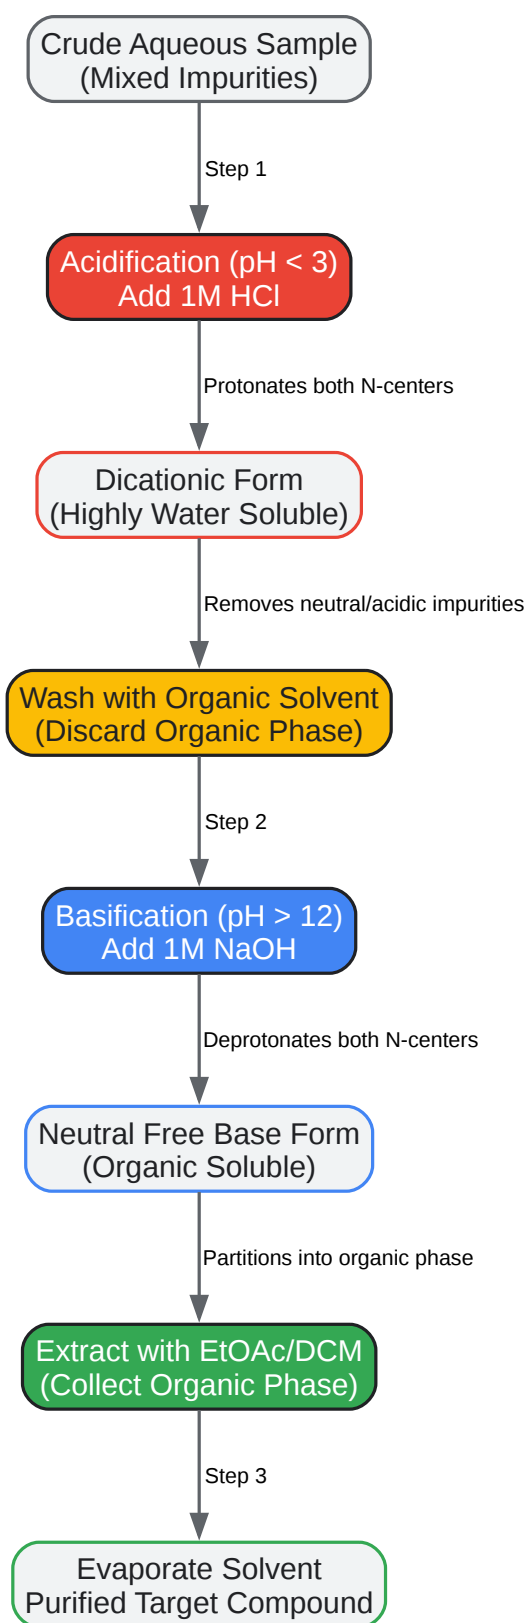 Crude Aqueous Sample
(Mixed Impurities)
Step 1
Acidification (pH < 3)
Add 1M HCl
Protonates both N-centers
Dicationic Form
(Highly Water Soluble)
Removes neutral/acidic impurities
Wash with Organic Solvent
(Discard Organic Phase)
Step 2
Basification (pH > 12)
Add 1M NaOH
Deprotonates both N-centers
Neutral Free Base Form
(Organic Soluble)
Partitions into organic phase
Extract with EtOAc/DCM
(Collect Organic Phase)
Step 3
Evaporate Solvent
Purified Target Compound